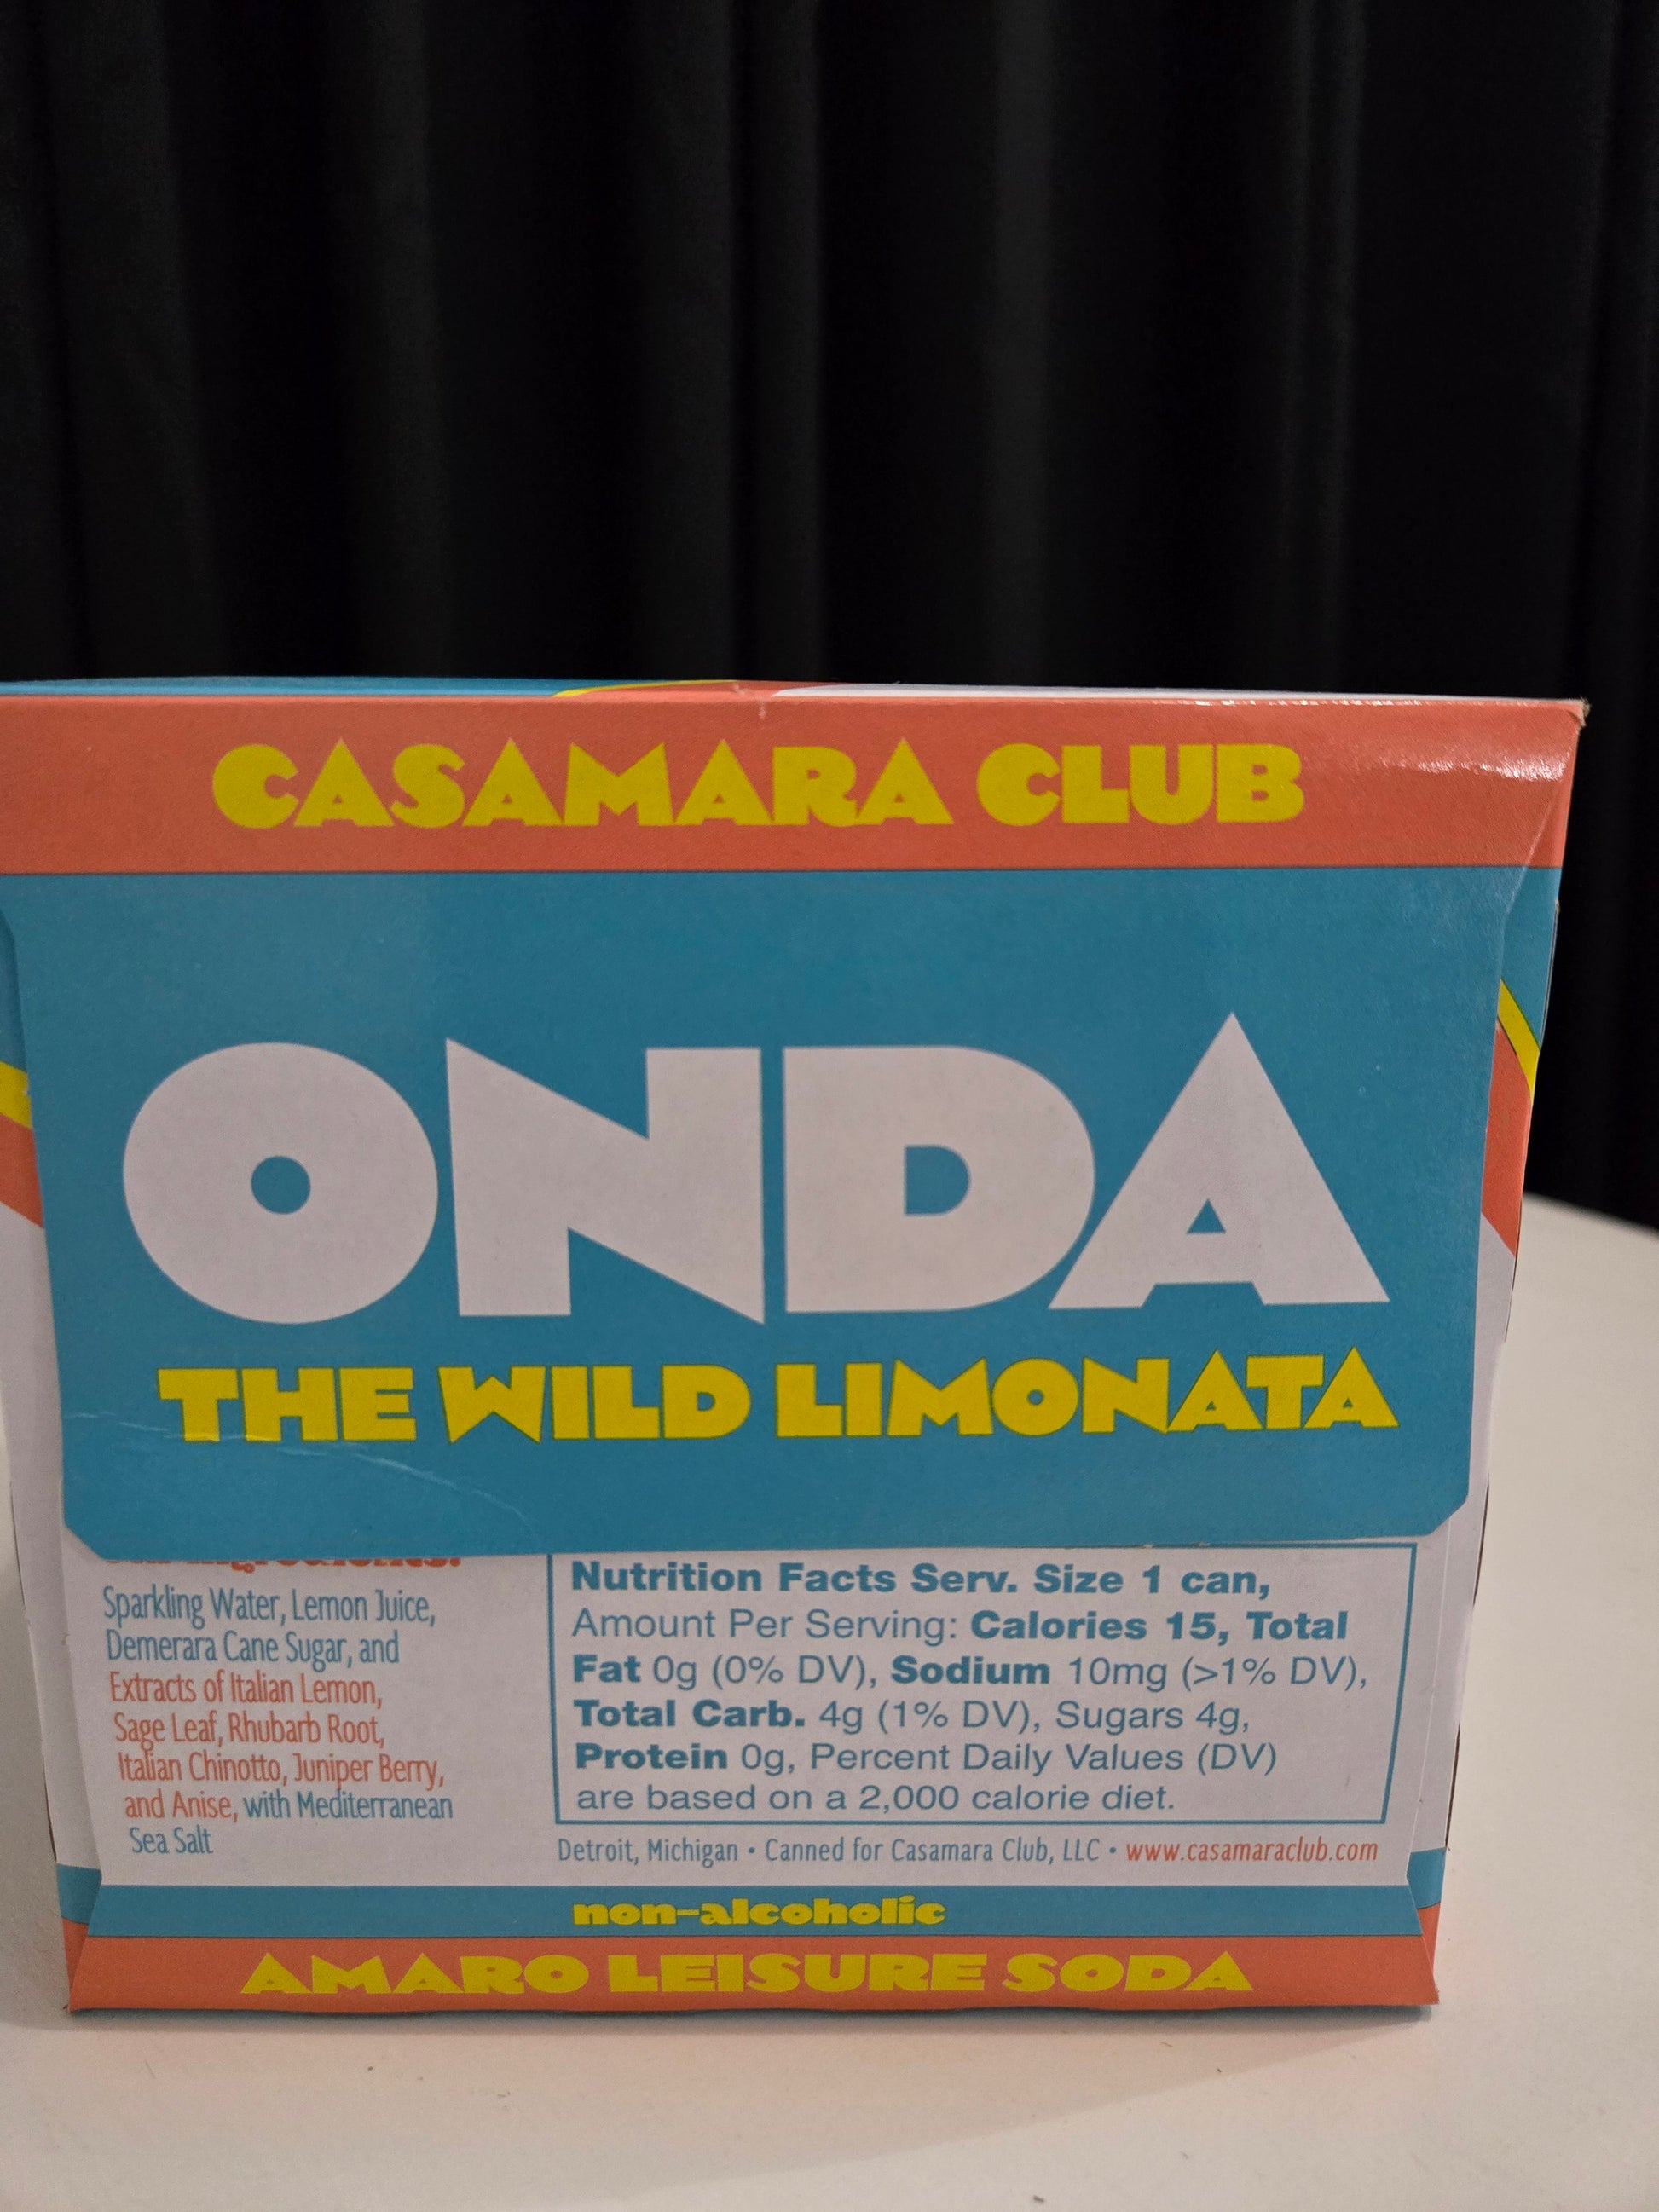 CASAMARA CLUB
ONDA
THE WILD LIMONATA
Sparkling Water, Lemon Juice,
Demerara Cane Sugar, and
Extracts of Italian Lemon,
Sage Leaf, Rhubarb Root,
Italian Chinotto, Juniper Berry,
and Anise, with Mediterranean
Sea Salt
Nutrition Facts Serv. Size 1 can,
Amount Per Serving: Calories 15, Total
Fat 0g (0% DV), Sodium 10mg (>1% DV),
Total Carb. 4g (1% DV), Sugars 4g,
Protein 0g, Percent Daily Values (DV)
are based on a 2,000 calorie diet.
Detroit, Michigan • Canned for Casamara Club, LLC • www.casamaraclub.com
non-alcoholic
AMARO LEISURE SODA